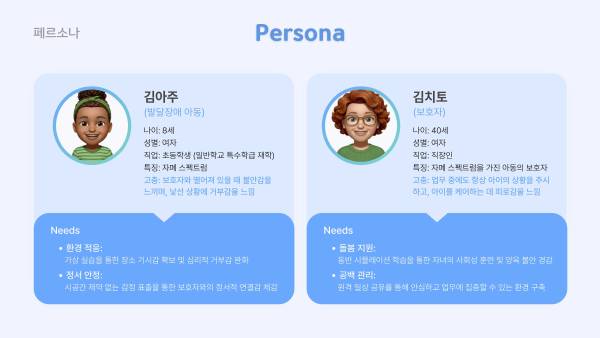 페르소나
Persona
김아주
(발달장애 아동)
나이: 8세
성별: 여자
직업: 초등학생 (일반학교 특수학급 재학)
특징: 자폐 스펙트럼
고충: 보호자와 떨어져 있을 때 불안감을
느끼며, 낯선 상황에 거부감을 느낌
Needs
• 환경 적응:
가상 실습을 통한 장소 기시감 확보 및 심리적 거부감 완화
• 정서 안정:
시공간 제약 없는 감정 표출을 통한 보호자와의 정서적 연결감 체감
김치토
(보호자)
나이: 40세
성별: 여자
직업: 직장인
특징: 자폐 스펙트럼을 가진 아동의 보호자
고충: 업무 중에도 항상 아이의 상황을 주시
하고, 아이를 케어하는 데 피로감을 느낌
Needs
• 돌봄 지원:
동반 시뮬레이션 학습을 통한 자녀의 사회성 훈련 및 양육 불안 경감
• 공백 관리:
원격 일상 공유를 통해 안심하고 업무에 집중할 수 있는 환경 구축